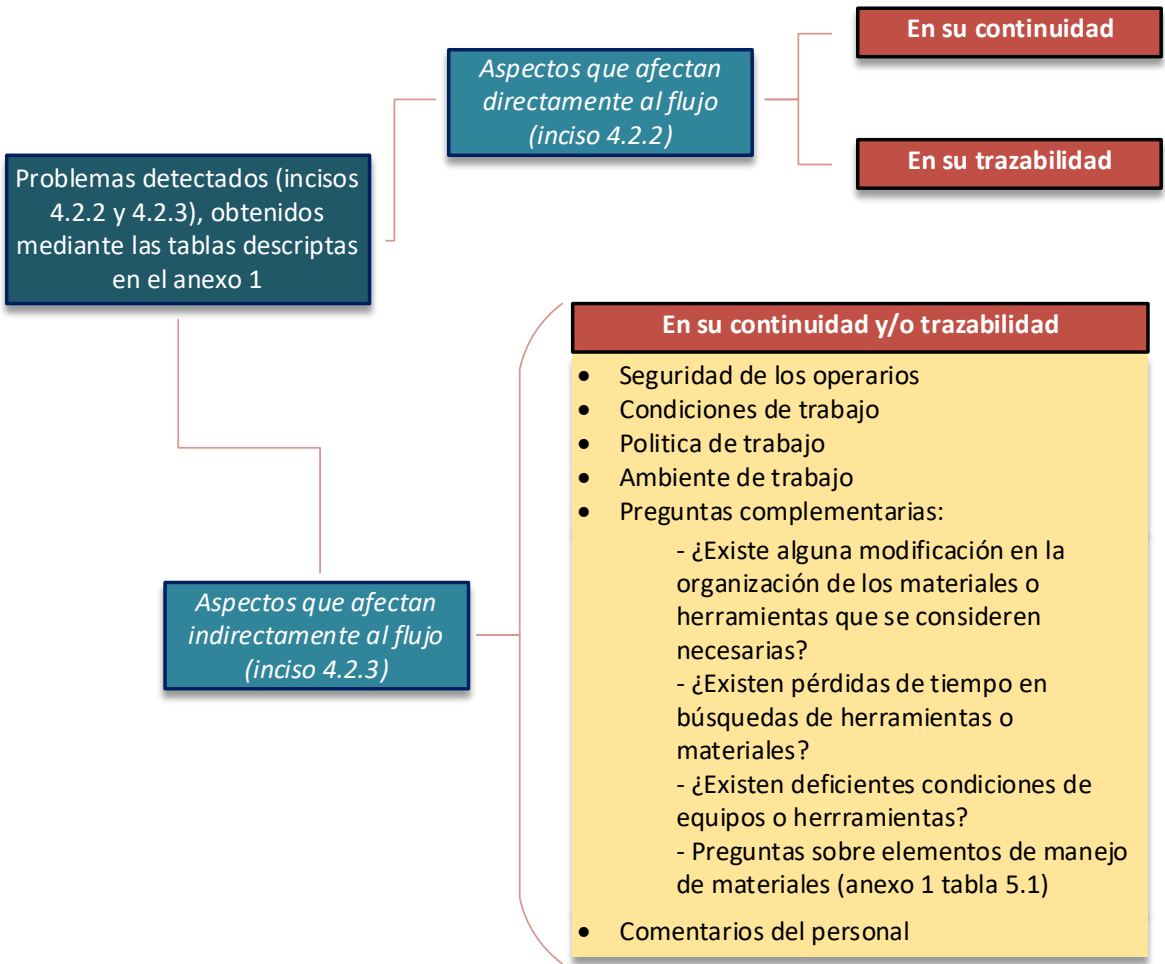 En su continuidad
Aspectos que afectan
directamente al flujo
(inciso 4.2.2)
En su trazabilidad
Problemas detectados (incisos
4.2.2 y 4.2.3), obtenidos
mediante las tablas descriptas
en el anexo 1
En su continuidad y/o trazabilidad
• Seguridad de los operarios
• Condiciones de trabajo
• Politica de trabajo
• Ambiente de trabajo
• Preguntas complementarias:
- ¿Existe alguna modificación en la
organización de los materiales o
herramientas que se consideren
necesarias?
- ¿Existen pérdidas de tiempo en
búsquedas de herramientas o
materiales?
- ¿Existen deficientes condiciones de
equipos o herrramientas?
- Preguntas sobre elementos de manejo
de materiales (anexo 1 tabla 5.1)
• Comentarios del personal
Aspectos que afectan
indirectamente al flujo
(inciso 4.2.3)